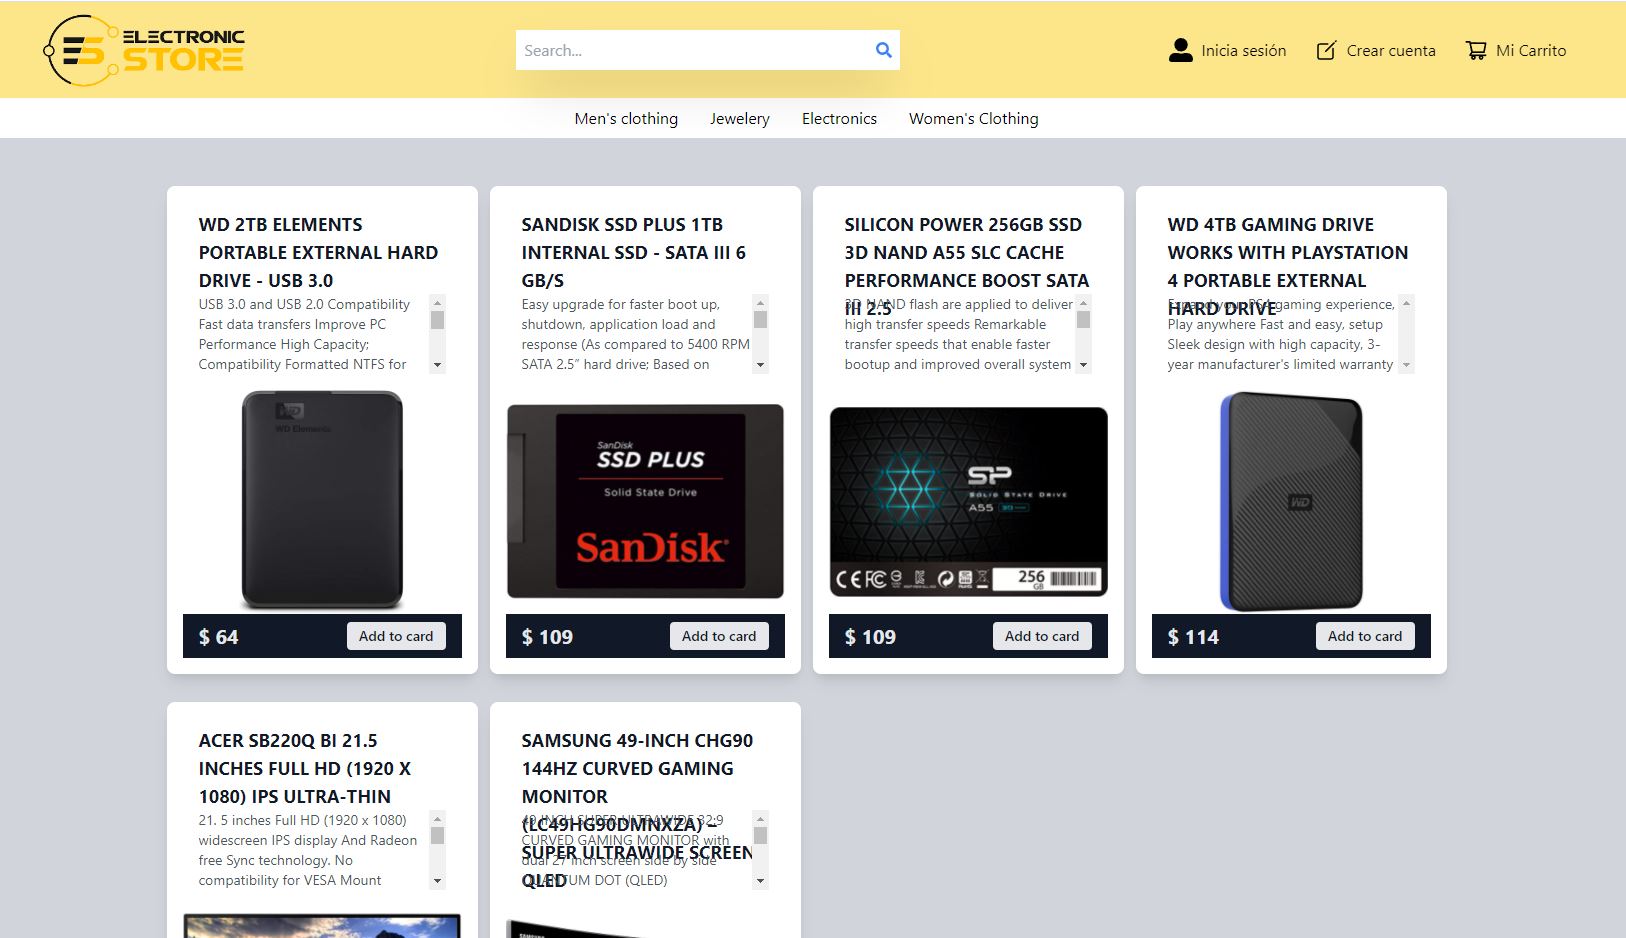 ELECTRONIC
STORE
Search...
Inicia sesión
Crear cuenta
Mi Carrito
Men's clothing
Jewelery
Electronics
Women's Clothing
WD 2TB ELEMENTS
PORTABLE EXTERNAL HARD
DRIVE - USB 3.0
USB 3.0 and USB 2.0 Compatibility
Fast data transfers Improve PC
Performance High Capacity;
Compatibility Formatted NTFS for
WD
WD Elements
$ 64
Add to card
SANDISK SSD PLUS 1TB
INTERNAL SSD - SATA III 6
GB/S
Easy upgrade for faster boot up,
shutdown, application load and
response (As compared to 5400 RPM
SATA 2.5” hard drive; Based on
SanDisk
SSD PLUS
Solid State Drive
SanDisk
$ 109
Add to card
SILICON POWER 256GB SSD
3D NAND A55 SLC CACHE
PERFORMANCE BOOST SATA
III 2.5
3D NAND flash are applied to deliver
high transfer speeds Remarkable
transfer speeds that enable faster
bootup and improved overall system
SP
SOLID STATE DRIVE
A55
CE FC
256
GB
$ 109
Add to card
WD 4TB GAMING DRIVE
WORKS WITH PLAYSTATION
4 PORTABLE EXTERNAL
HARD DRIVE
Expand your PS4 gaming experience,
Play anywhere Fast and easy, setup
Sleek design with high capacity, 3-
year manufacturer's limited warranty
WD
$ 114
Add to card
ACER SB220Q BI 21.5
INCHES FULL HD (1920 X
1080) IPS ULTRA-THIN
21. 5 inches Full HD (1920 x 1080)
widescreen IPS display And Radeon
free Sync technology. No
compatibility for VESA Mount
SAMSUNG 49-INCH CHG90
144HZ CURVED GAMING
MONITOR
(LC49HG90DMNXZA) –
SUPER ULTRAWIDE SCREEN
QLED
49 INCH SUPER ULTRAWIDE 32:9
CURVED GAMING MONITOR with
dual 27 inch screen side by side
QUANTUM DOT (QLED)
SAMSUNG